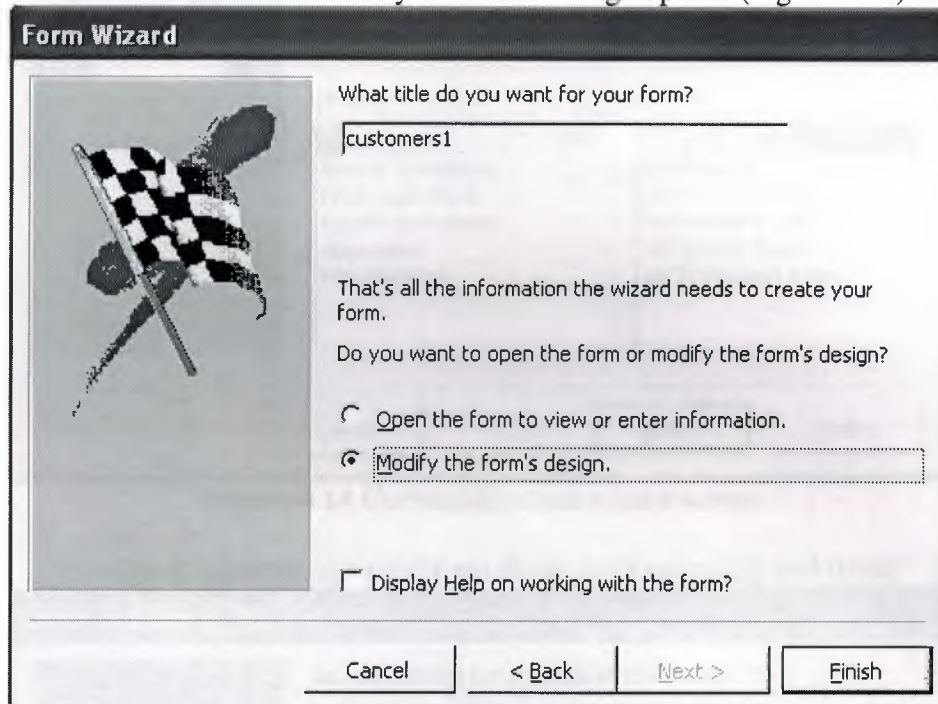 Form Wizard
What title do you want for your form?
customers1
That's all the information the wizard needs to create your
form.
Do you want to open the form or modify the form's design?
Open the form to view or enter information.
Modify the form's design.
Display Help on working with the form?
Cancel
< Back
Next >
Finish